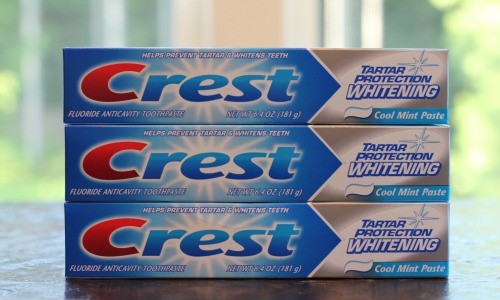 HELPS PREVENT TARTAR & WHITENS TEETH
Crest
FLUORIDE ANTICAVITY TOOTHPASTE NET WT 6.4 OZ (181 g)
TARTAR
PROTECTION
WHITENING
Cool Mint Paste
HELPS PREVENT TARTAR & WHITENS TEETH
Crest
FLUORIDE ANTICAVITY TOOTHPASTE NET WT 6.4 OZ (181 g)
TARTAR
PROTECTION
WHITENING
Cool Mint Paste
HELPS PREVENT TARTAR & WHITENS TEETH
Crest
FLUORIDE ANTICAVITY TOOTHPASTE NET WT 6.4 OZ (181 g)
TARTAR
PROTECTION
WHITENING
Cool Mint Paste